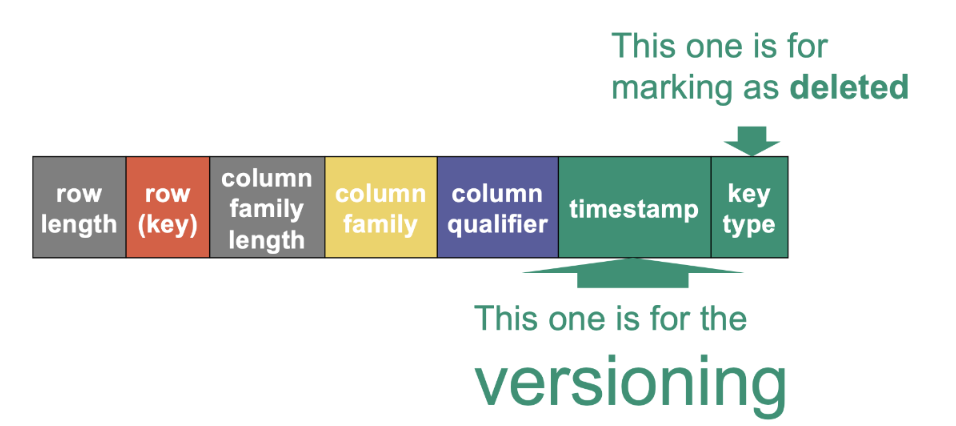 This one is for
marking as deleted
row
length
row
(key)
column
family
length
column
family
column
qualifier
timestamp
key
type
This one is for the
versioning